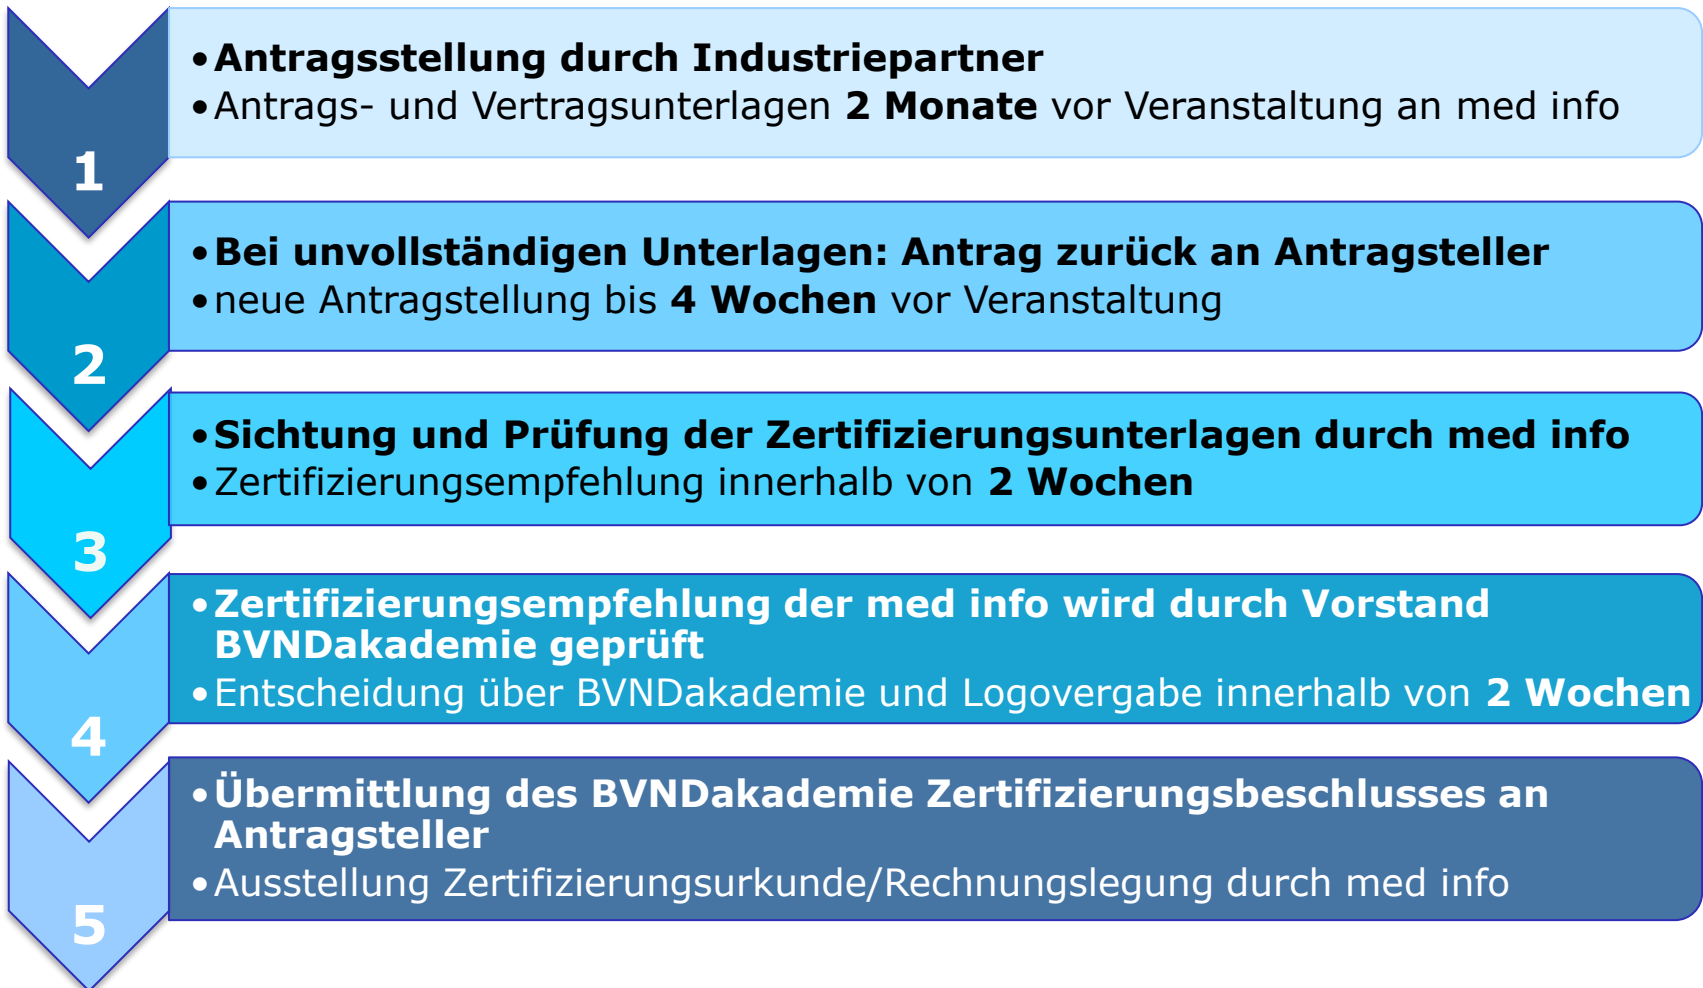 1
•Antragsstellung durch Industriepartner
•Antrags- und Vertragsunterlagen 2 Monate vor Veranstaltung an med info
2
•Bei unvollständigen Unterlagen: Antrag zurück an Antragsteller
•neue Antragstellung bis 4 Wochen vor Veranstaltung
3
•Sichtung und Prüfung der Zertifizierungsunterlagen durch med info
•Zertifizierungsempfehlung innerhalb von 2 Wochen
4
•Zertifizierungsempfehlung der med info wird durch Vorstand
BVNDakademie geprüft
•Entscheidung über BVNDakademie und Logovergabe innerhalb von 2 Wochen
5
•Übermittlung des BVNDakademie Zertifizierungsbeschlusses an
Antragsteller
•Ausstellung Zertifizierungsurkunde/Rechnungslegung durch med info